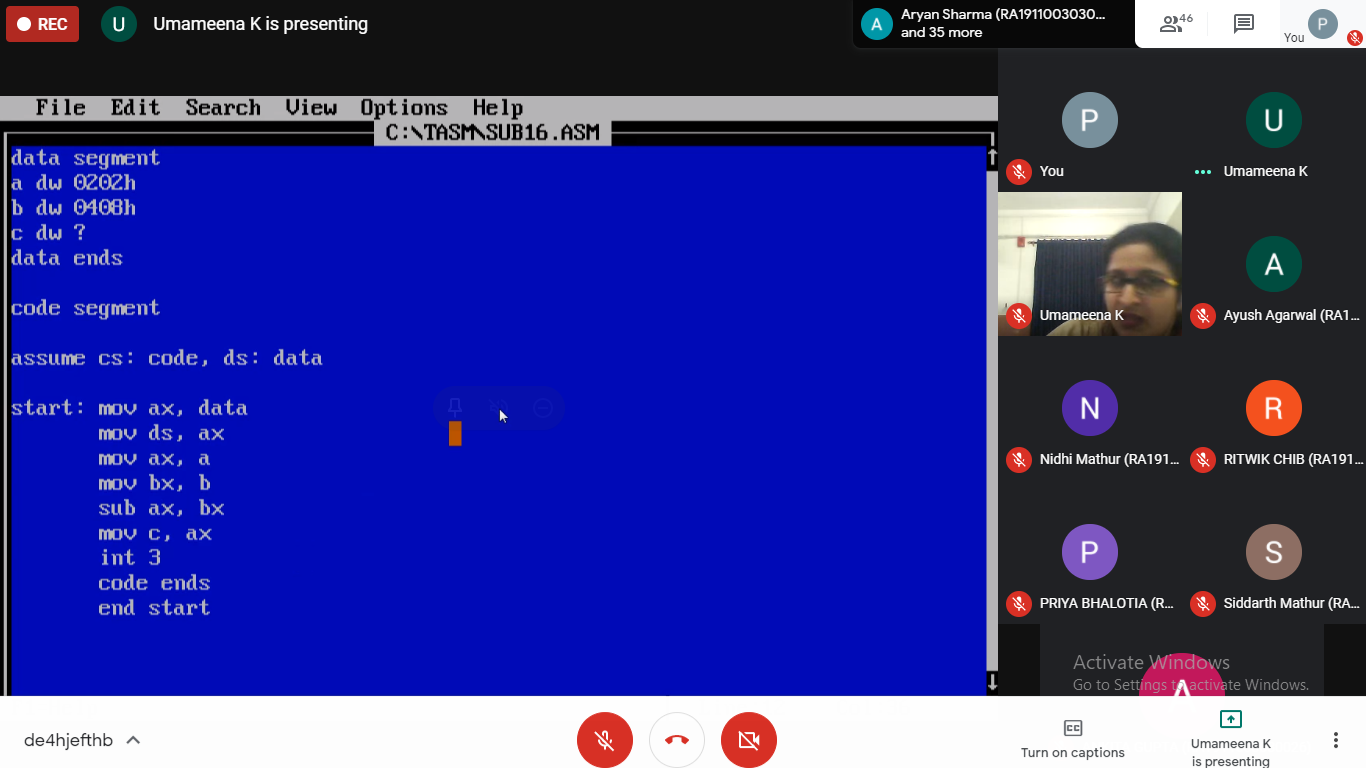 REC
U
Umameena K is presenting
A
Aryan Sharma (RA1911003030...
and 35 more
46
You
P
File Edit Search View Options Help
C:\TASM\SUB16.ASM
data segment
a dw 0202h
b dw 0408h
c dw ?
data ends
code segment
assume cs: code, ds: data
start: mov ax, data
mov ds, ax
mov ax, a
mov bx, b
sub ax, bx
mov c, ax
int 3
code ends
end start
P
You
U
Umameena K
Umameena K
A
Ayush Agarwal (RA1...
N
Nidhi Mathur (RA191...
R
RITWIK CHIB (RA191...
P
PRIYA BHALOTIA (R...
S
Siddarth Mathur (RA...
A
Activate Windows
Go to Settings to activate Windows.
de4hjefthb
Turn on captions
Umameena K
is presenting